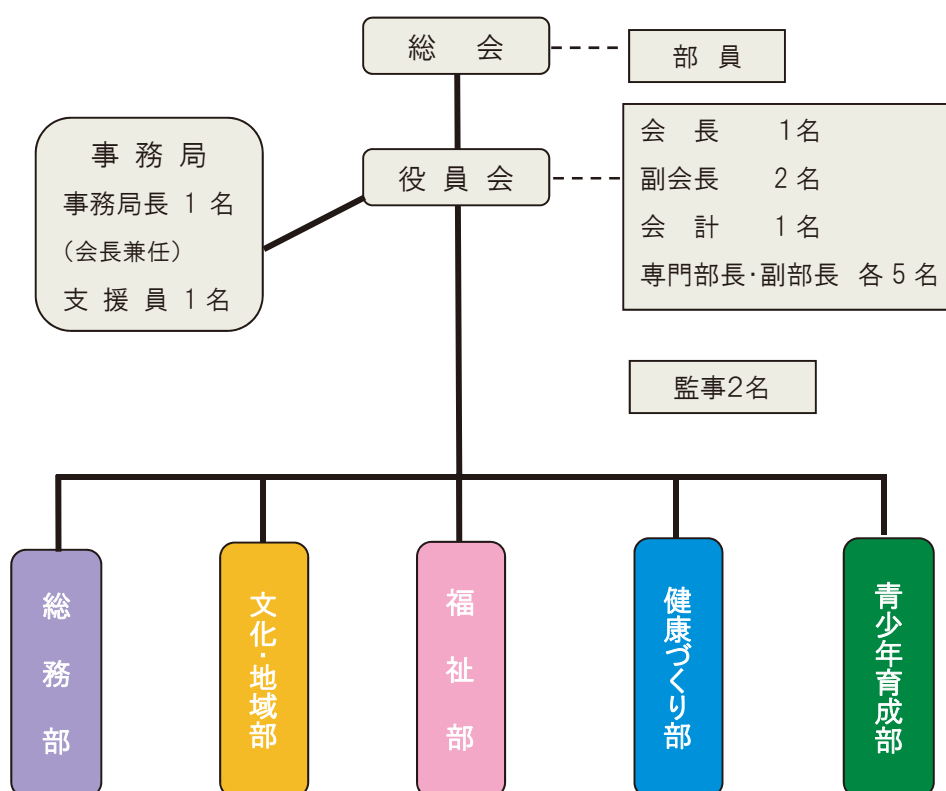 総 会
部 員
事 務 局
事務局長 1 名
(会長兼任)
支 援 員 1 名
役 員 会
会 長 1名
副会長 2 名
会 計 1 名
専門部長・副部長 各 5 名
監事2名
総務部
文化・地域部
福祉部
健康づくり部
青少年育成部